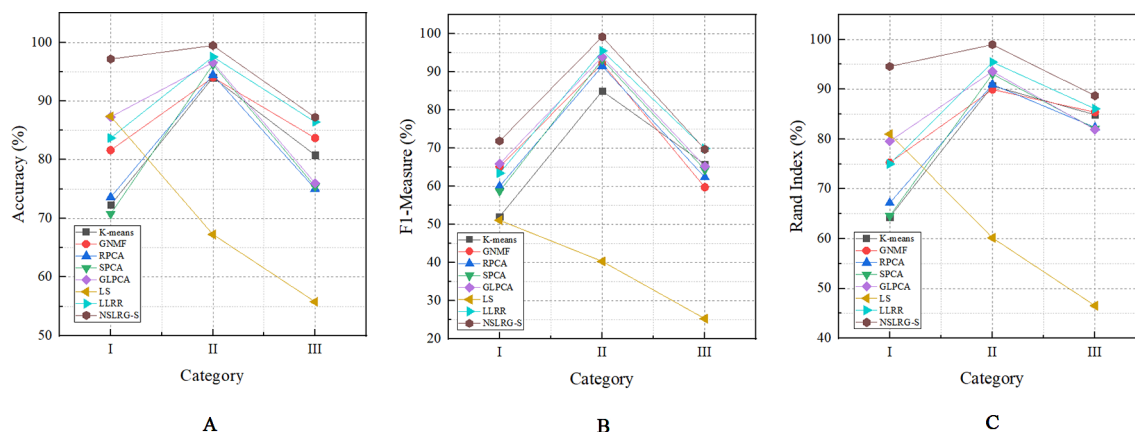 100
90
80
70
60
50
Accuracy (%)
K-means
GNMF
RPCA
SPCA
GLPCA
LS
LLRR
NSLRG-S
I II III
Category
A
100
90
80
70
60
50
40
30
20
F1-Measure (%)
K-means
GNMF
RPCA
SPCA
GLPCA
LS
LLRR
NSLRG-S
I II III
Category
B
100
90
80
70
60
50
40
Rand Index (%)
K-means
GNMF
RPCA
SPCA
GLPCA
LS
LLRR
NSLRG-S
I II III
Category
C